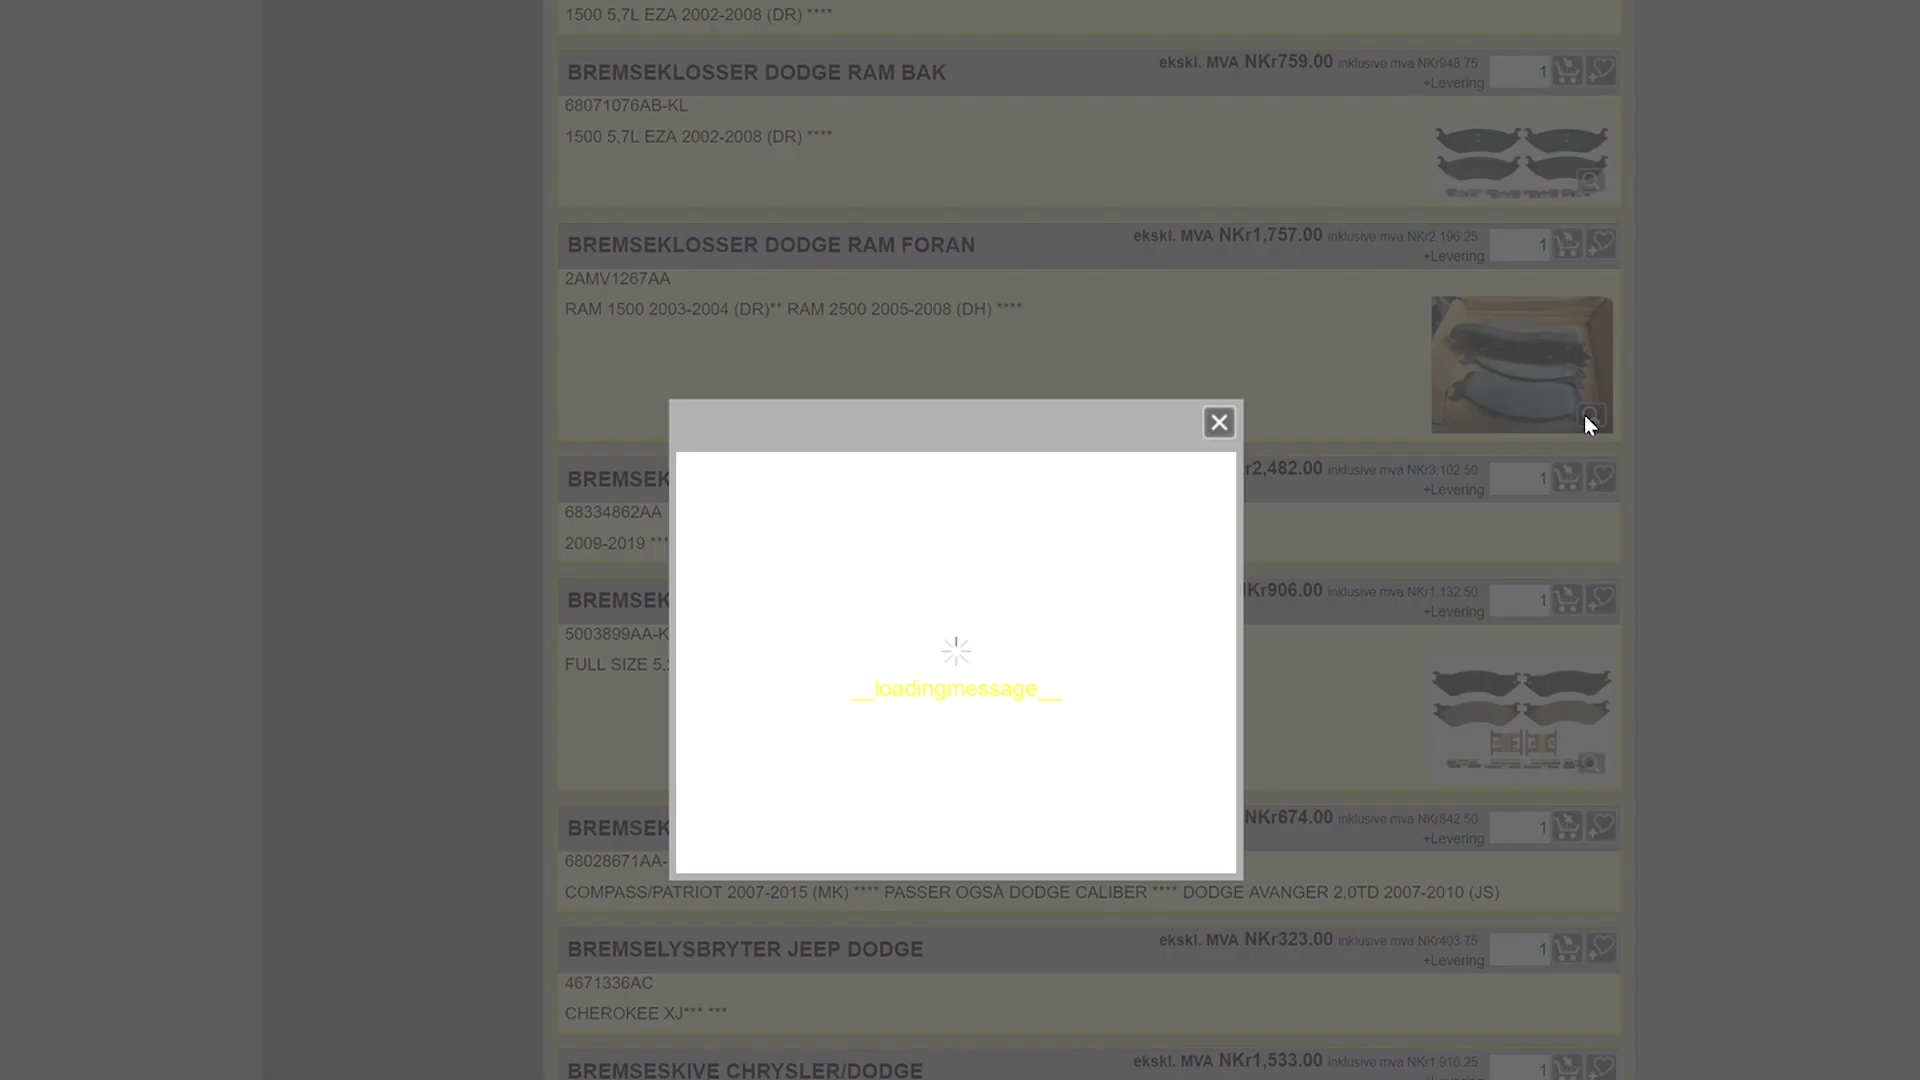 1500 5,7L EZA 2002-2008 (DR) ****
BREMSEKLOSSER DODGE RAM BAK
ekskl. MVA NKr759.00 inklusive mva NKr948.75
+Levering
1
68071076AB-KL
1500 5,7L EZA 2002-2008 (DR) ****
BREMSEKLOSSER DODGE RAM FORAN
ekskl. MVA NKr1,757.00 inklusive mva NKr2,196.25
+Levering
1
2AMV1267AA
RAM 1500 2003-2004 (DR)** RAM 2500 2005-2008 (DH) ****
BREMSEK
r2,482.00 inklusive mva NKr3,102.50
+Levering
1
68334862AA
2009-2019 ***
BREMSEK
NKr906.00 inklusive mva NKr1,132.50
+Levering
1
5003899AA-K
FULL SIZE 5,
__loadingmessage__
BREMSEK
NKr674.00 inklusive mva NKr842.50
+Levering
1
68028671AA-
COMPASS/PATRIOT 2007-2015 (MK) **** PASSER OGSÅ DODGE CALIBER **** DODGE AVANGER 2,0TD 2007-2010 (JS)
BREMSELYSBRYTER JEEP DODGE
ekskl. MVA NKr323.00 inklusive mva NKr403.75
+Levering
1
4671336AC
CHEROKEE XJ*** ***
BREMSESKIVE CHRYSLER/DODGE
ekskl. MVA NKr1,533.00 inklusive mva NKr1,916.25
1